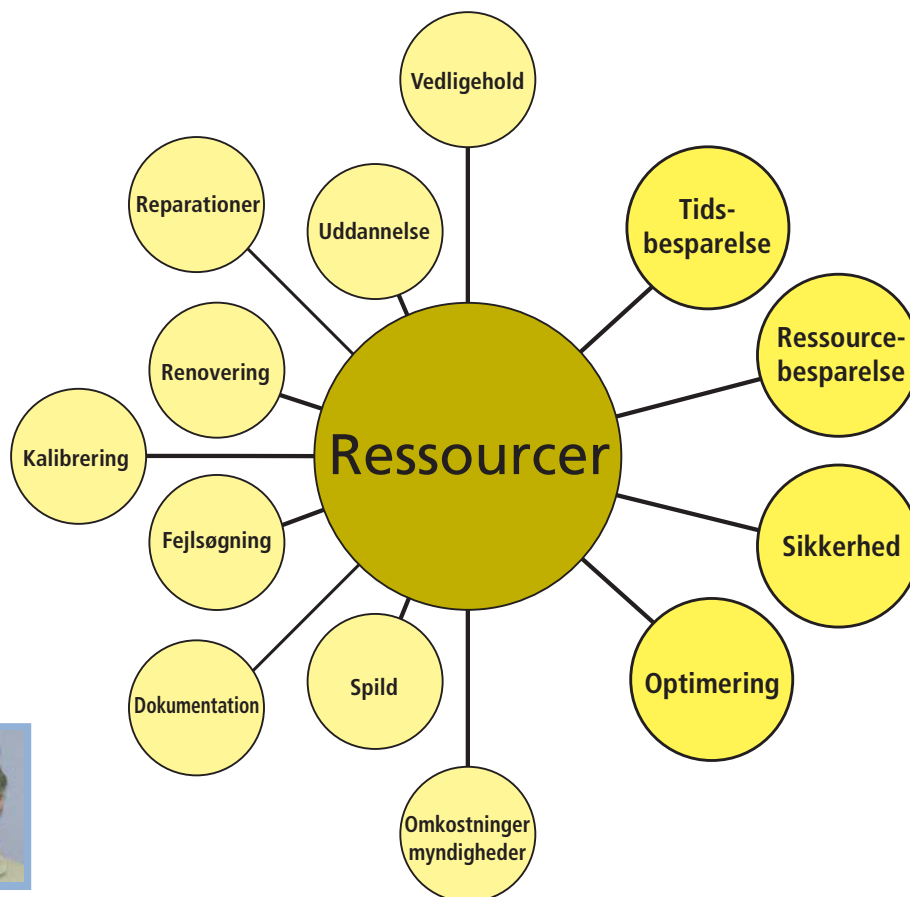 Vedligehold
Reparationer
Uddannelse
Tids-
besparelse
Ressource-
besparelse
Renovering
Kalibrering
Ressourcer
Fejlsøgning
Sikkerhed
Dokumentation
Spild
Optimering
Omkostninger
myndigheder